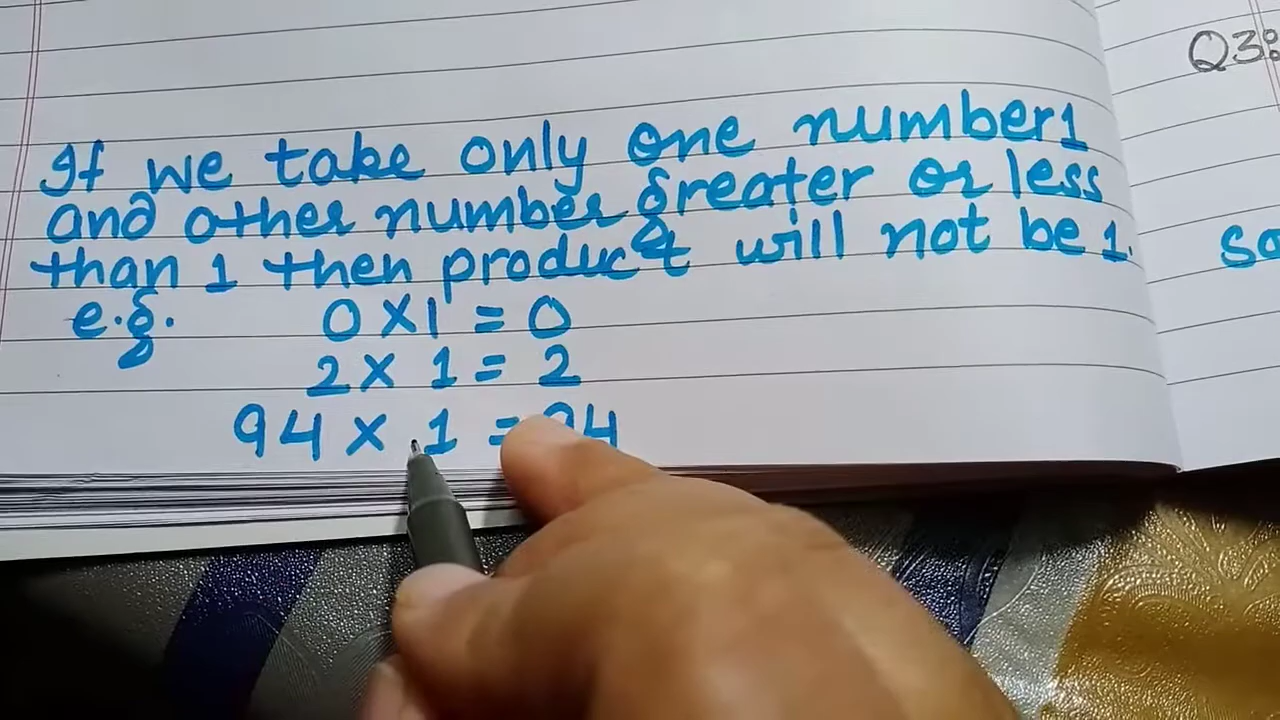 If we take only one number 1
and other number greater or less
than 1 then product will not be 1.
e.g. 0 × 1 = 0
2 × 1 = 2
94 × 1 = 94
Q3: